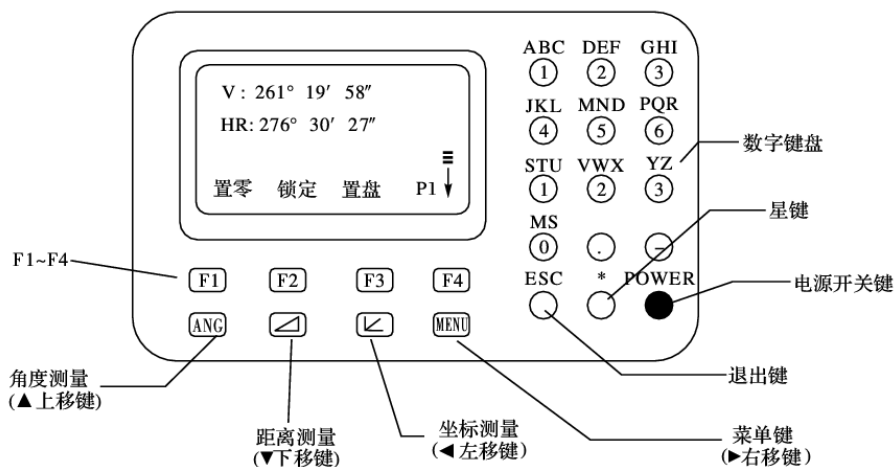 ABC DEF GHI
1 2 3
V: 261° 19′ 58″
HR: 276° 30′ 27″
JKL MND PQR
4 5 6
数字键盘
STU VWX YZ
1 2 3
置零 锁定 置盘 P1
星键
MS
0 . −
F1~F4
F1 F2 F3 F4
ESC * POWER
电源开关键
ANG MENU
退出键
角度测量
(▲上移键)
距离测量
(▼下移键)
坐标测量
(◀左移键)
菜单键
(▶右移键)